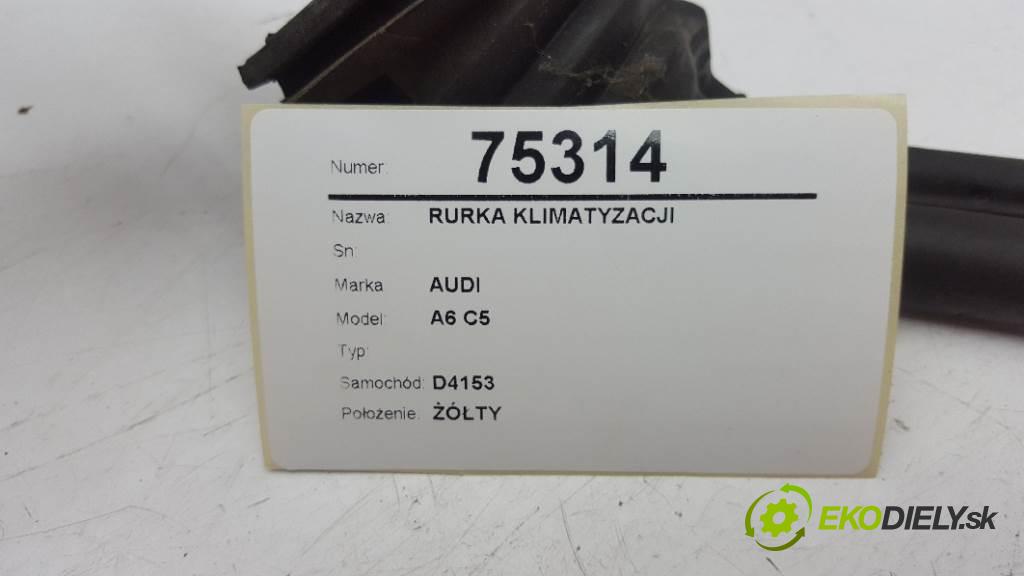 Numer: 75314
Nazwa: RURKA KLIMATYZACJI
Sn:
Marka AUDI
Model: A6 C5
Typ:
Samochód: D4153
Położenie: ŻÓŁTY
EKODIELY.sk